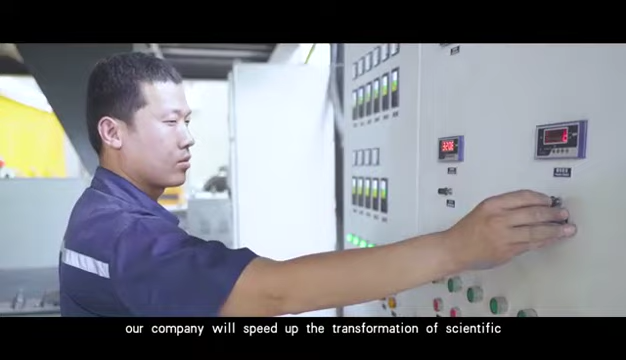 our company will speed up the transformation of scientific